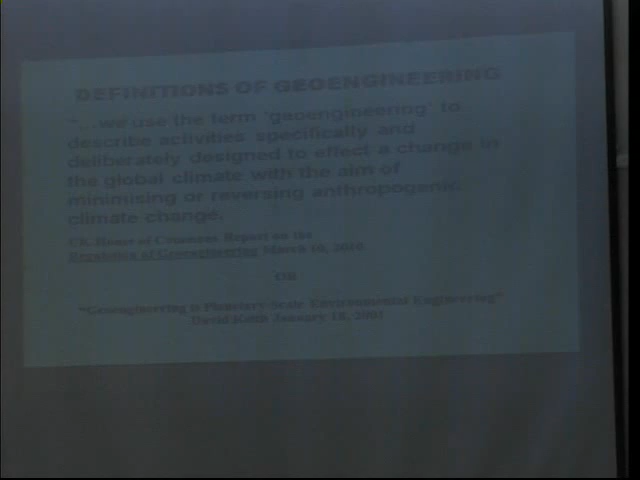 DEFINITIONS OF GEOENGINEERING
"...we use the term 'geoengineering' to
describe activities specifically and
deliberately designed to effect a change in
the global climate with the aim of
minimising or reversing anthropogenic
climate change.
UK House of Commons Report on the
Regulation of Geoengineering March 10, 2010
OR
"Geoengineering is Planetary Scale Environmental Engineering"
David Keith January 18,